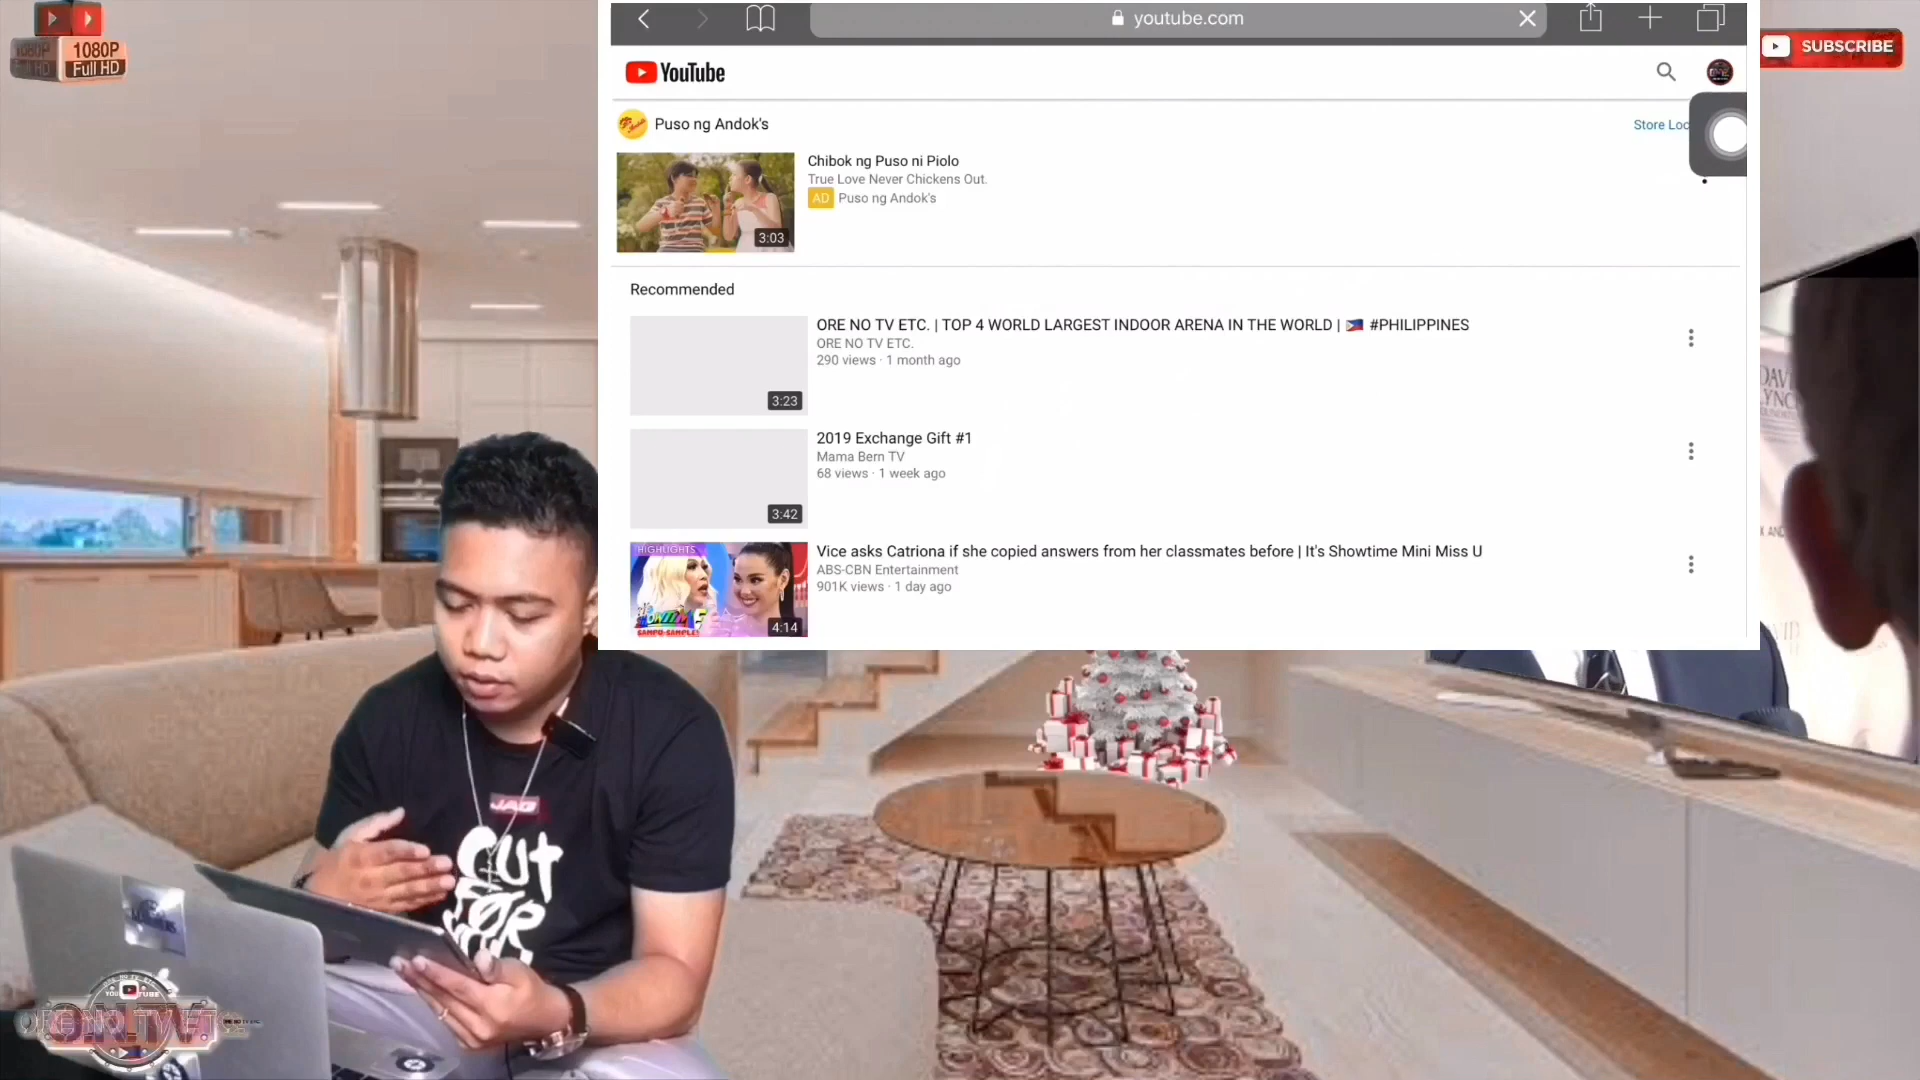 1080P
Full HD
youtube.com
SUBSCRIBE
YouTube
Puso ng Andok's
Store Loc
Chibok ng Puso ni Piolo
True Love Never Chickens Out.
AD Puso ng Andok's
3:03
Recommended
ORE NO TV ETC. | TOP 4 WORLD LARGEST INDOOR ARENA IN THE WORLD | 🇵🇭 #PHILIPPINES
ORE NO TV ETC.
290 views · 1 month ago
3:23
2019 Exchange Gift #1
Mama Bern TV
68 views · 1 week ago
3:42
HIGHLIGHTS
Vice asks Catriona if she copied answers from her classmates before | It's Showtime Mini Miss U
ABS-CBN Entertainment
901K views · 1 day ago
4:14
JAG
CUT
FOR